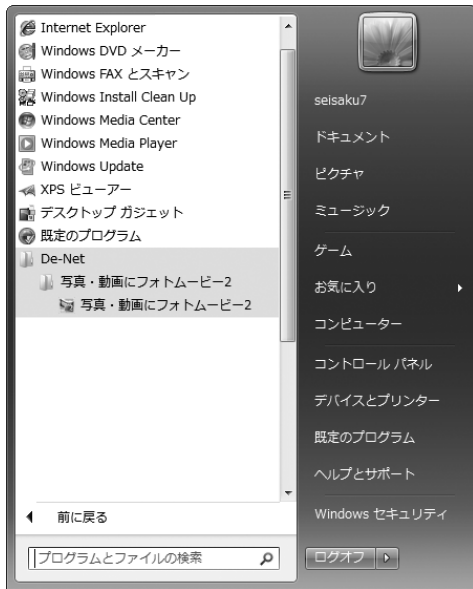 Internet Explorer
Windows DVD メーカー
Windows FAX とスキャン
Windows Install Clean Up
Windows Media Center
Windows Media Player
Windows Update
XPS ビューアー
デスクトップ ガジェット
既定のプログラム
De-Net
写真・動画にフォトムービー2
写真・動画にフォトムービー2
前に戻る
プログラムとファイルの検索
seisaku7
ドキュメント
ピクチャ
ミュージック
ゲーム
お気に入り
コンピューター
コントロール パネル
デバイスとプリンター
既定のプログラム
ヘルプとサポート
Windows セキュリティ
ログオフ